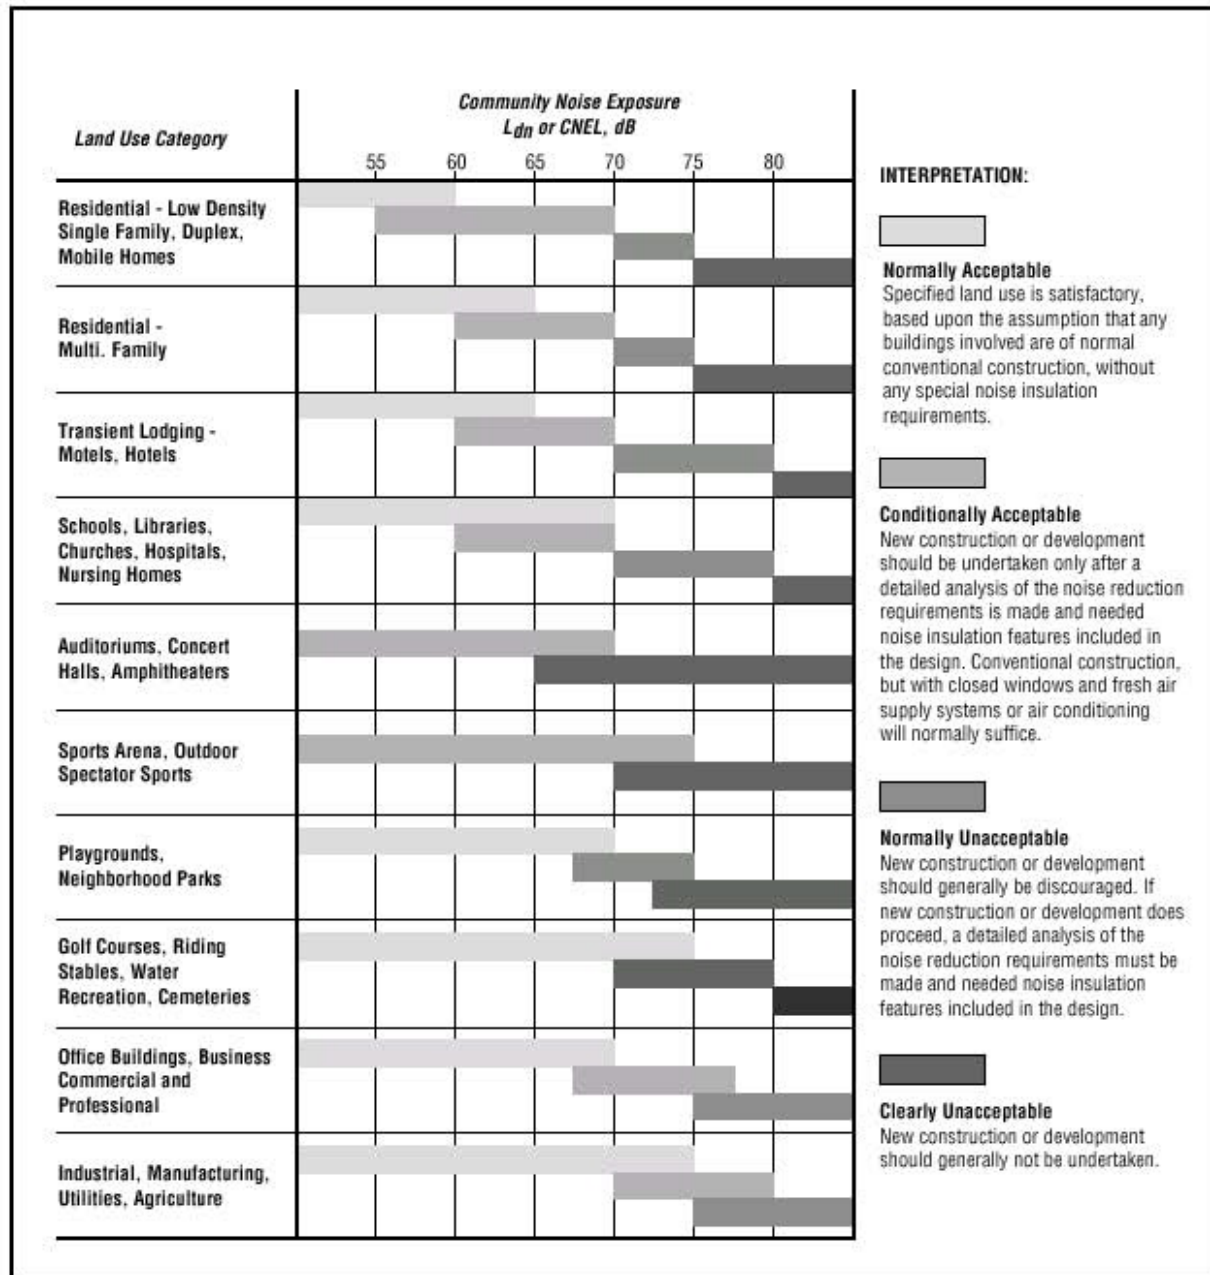 Community Noise Exposure
L dn or CNEL, dB
Land Use Category
55 60 65 70 75 80
Residential - Low Density
Single Family, Duplex,
Mobile Homes
Residential -
Multi. Family
Transient Lodging -
Motels, Hotels
Schools, Libraries,
Churches, Hospitals,
Nursing Homes
Auditoriums, Concert
Halls, Amphitheaters
Sports Arena, Outdoor
Spectator Sports
Playgrounds,
Neighborhood Parks
Golf Courses, Riding
Stables, Water
Recreation, Cemeteries
Office Buildings, Business
Commercial and
Professional
Industrial, Manufacturing,
Utilities, Agriculture
INTERPRETATION:
Normally Acceptable
Specified land use is satisfactory,
based upon the assumption that any
buildings involved are of normal
conventional construction, without
any special noise insulation
requirements.
Conditionally Acceptable
New construction or development
should be undertaken only after a
detailed analysis of the noise reduction
requirements is made and needed
noise insulation features included in
the design. Conventional construction,
but with closed windows and fresh air
supply systems or air conditioning
will normally suffice.
Normally Unacceptable
New construction or development
should generally be discouraged. If
new construction or development does
proceed, a detailed analysis of the
noise reduction requirements must be
made and needed noise insulation
features included in the design.
Clearly Unacceptable
New construction or development
should generally not be undertaken.